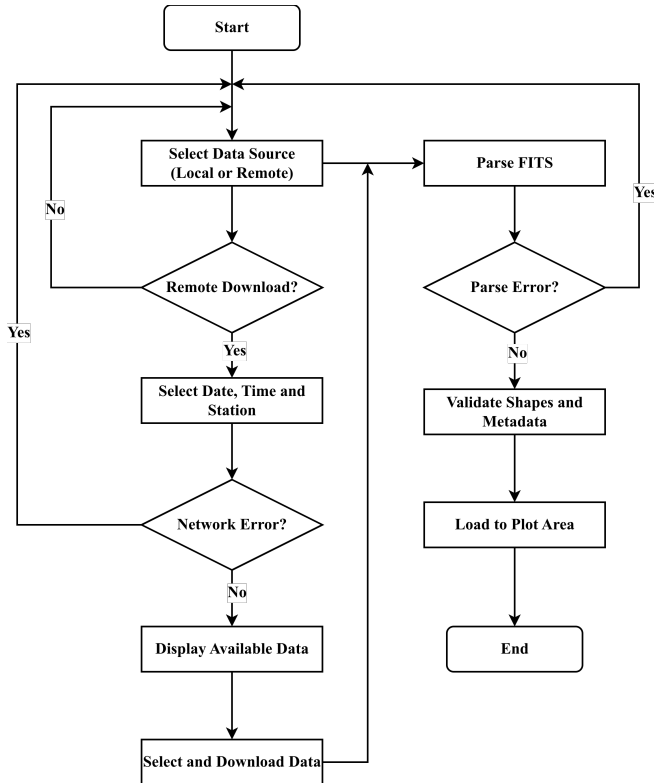 Start
Select Data Source
(Local or Remote)
Parse FITS
Yes
No
Remote Download?
Parse Error?
Yes
Yes
No
Select Date, Time and
Station
Validate Shapes and
Metadata
Network Error?
Load to Plot Area
No
Display Available Data
End
Select and Download Data